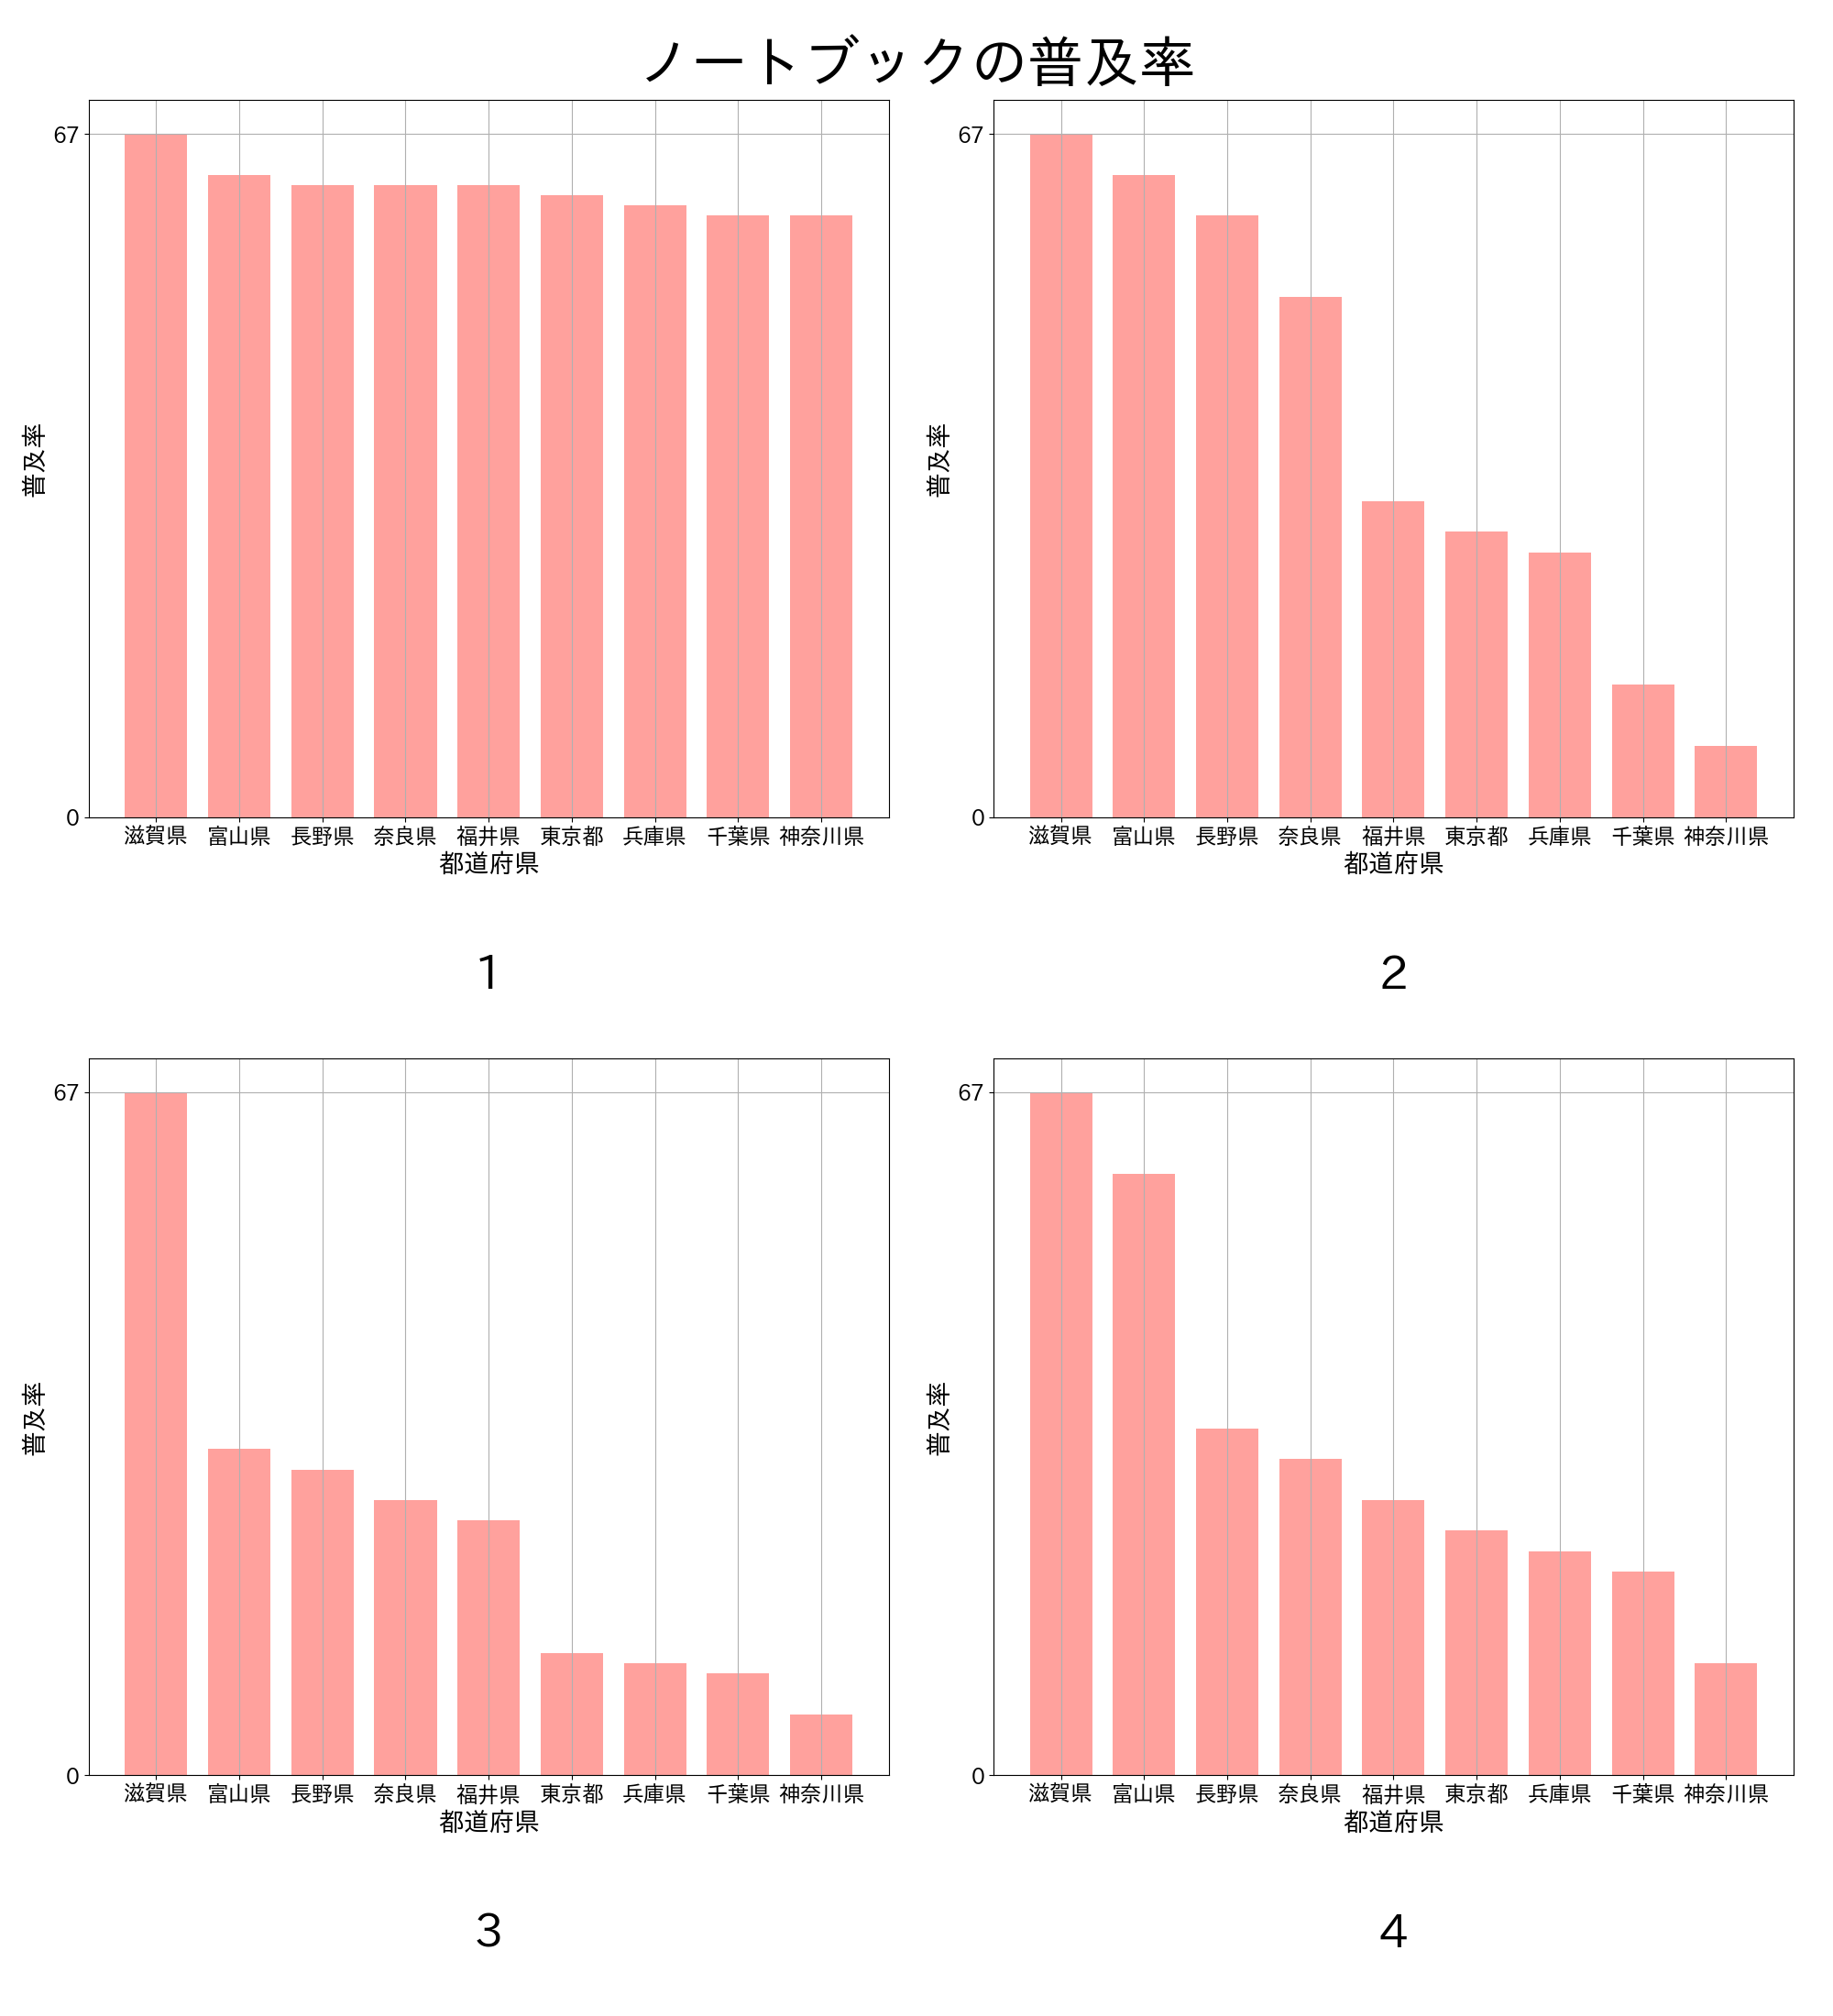 ノートブックの普及率
67
0
普及率
滋賀県 富山県 長野県 奈良県 福井県 東京都 兵庫県 千葉県 神奈川県
都道府県
1
67
0
普及率
滋賀県 富山県 長野県 奈良県 福井県 東京都 兵庫県 千葉県 神奈川県
都道府県
2
67
0
普及率
滋賀県 富山県 長野県 奈良県 福井県 東京都 兵庫県 千葉県 神奈川県
都道府県
3
67
0
普及率
滋賀県 富山県 長野県 奈良県 福井県 東京都 兵庫県 千葉県 神奈川県
都道府県
4